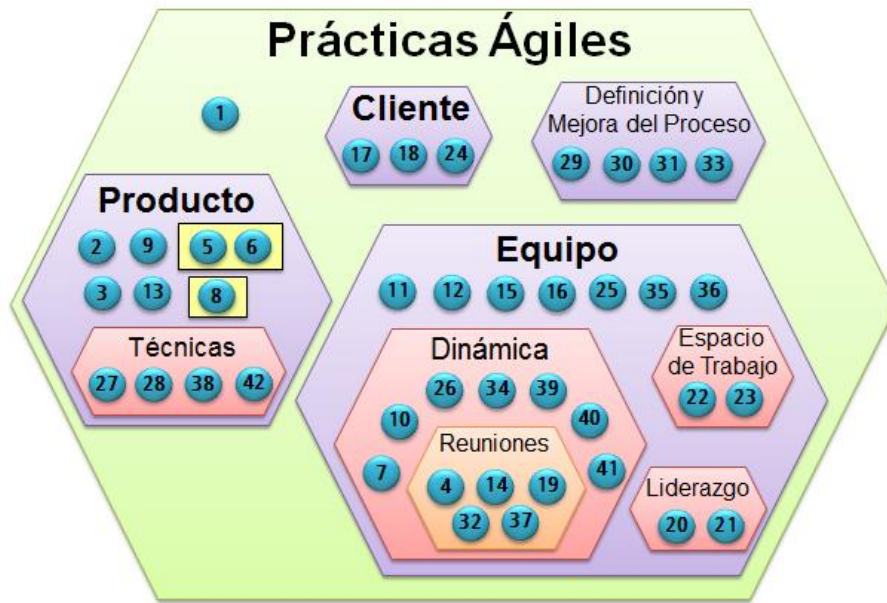 Prácticas Ágiles
1
Cliente
17 18 24
Definición y
Mejora del Proceso
29 30 31 33
Producto
2 9 5 6
3 13 8
Técnicas
27 28 38 42
Equipo
11 12 15 16 25 35 36
Dinámica
26 34 39
10 40
7 41
Reuniones
4 14 19
32 37
Espacio
de Trabajo
22 23
Liderazgo
20 21